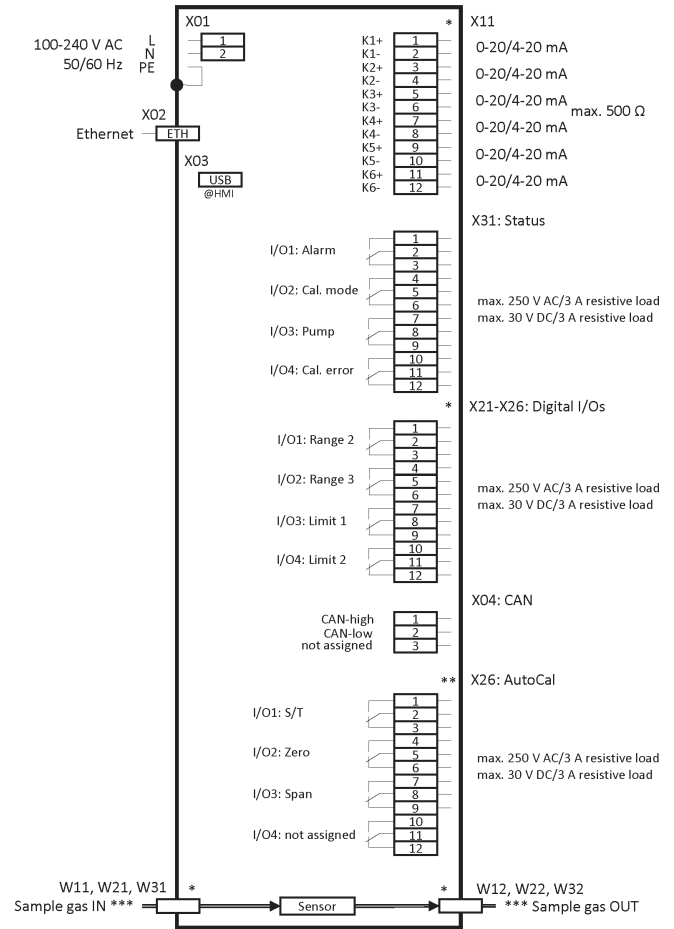 X01
100-240 V AC
50/60 Hz
L
N
PE
1
2
X02
Ethernet
ETH
X03
USB
@HMI
* X11
K1+ 1
K1- 2
K2+ 3
K2- 4
K3+ 5
K3- 6
K4+ 7
K4- 8
K5+ 9
K5- 10
K6+ 11
K6- 12
0-20/4-20 mA
0-20/4-20 mA
0-20/4-20 mA
0-20/4-20 mA
0-20/4-20 mA
0-20/4-20 mA
max. 500 Ω
X31: Status
I/O1: Alarm
I/O2: Cal. mode
I/O3: Pump
I/O4: Cal. error
1
2
3
4
5
6
7
8
9
10
11
12
max. 250 V AC/3 A resistive load
max. 30 V DC/3 A resistive load
* X21-X26: Digital I/Os
I/O1: Range 2
I/O2: Range 3
I/O3: Limit 1
I/O4: Limit 2
1
2
3
4
5
6
7
8
9
10
11
12
max. 250 V AC/3 A resistive load
max. 30 V DC/3 A resistive load
X04: CAN
CAN-high 1
CAN-low 2
not assigned 3
** X26: AutoCal
I/O1: S/T
I/O2: Zero
I/O3: Span
I/O4: not assigned
1
2
3
4
5
6
7
8
9
10
11
12
max. 250 V AC/3 A resistive load
max. 30 V DC/3 A resistive load
W11, W21, W31 *
Sample gas IN ***
Sensor
* W12, W22, W32
*** Sample gas OUT